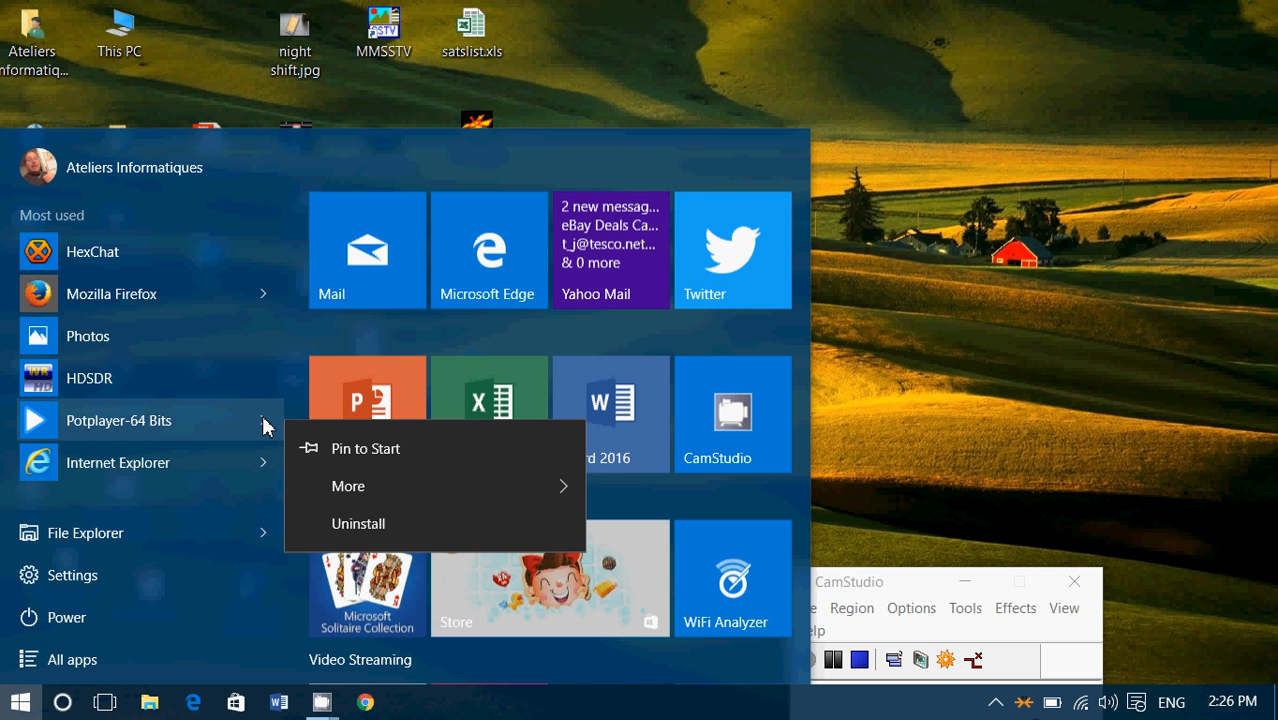 Ateliers
nformatiq...
This PC
night
shift.jpg
MMSSTV
SSTV
satslist.xls
Ateliers Informatiques
Most used
HexChat
Mozilla Firefox
Photos
HDSDR
Potplayer-64 Bits
Internet Explorer
File Explorer
Settings
Power
All apps
Mail
Microsoft Edge
2 new messag...
eBay Deals Ca...
t_j@tesco.net...
& 0 more
Yahoo Mail
Twitter
rd 2016
CamStudio
Pin to Start
More
Uninstall
Microsoft
Solitaire Collection
Store
WiFi Analyzer
Video Streaming
CamStudio
e Region Options Tools Effects View
elp
ENG
2:26 PM